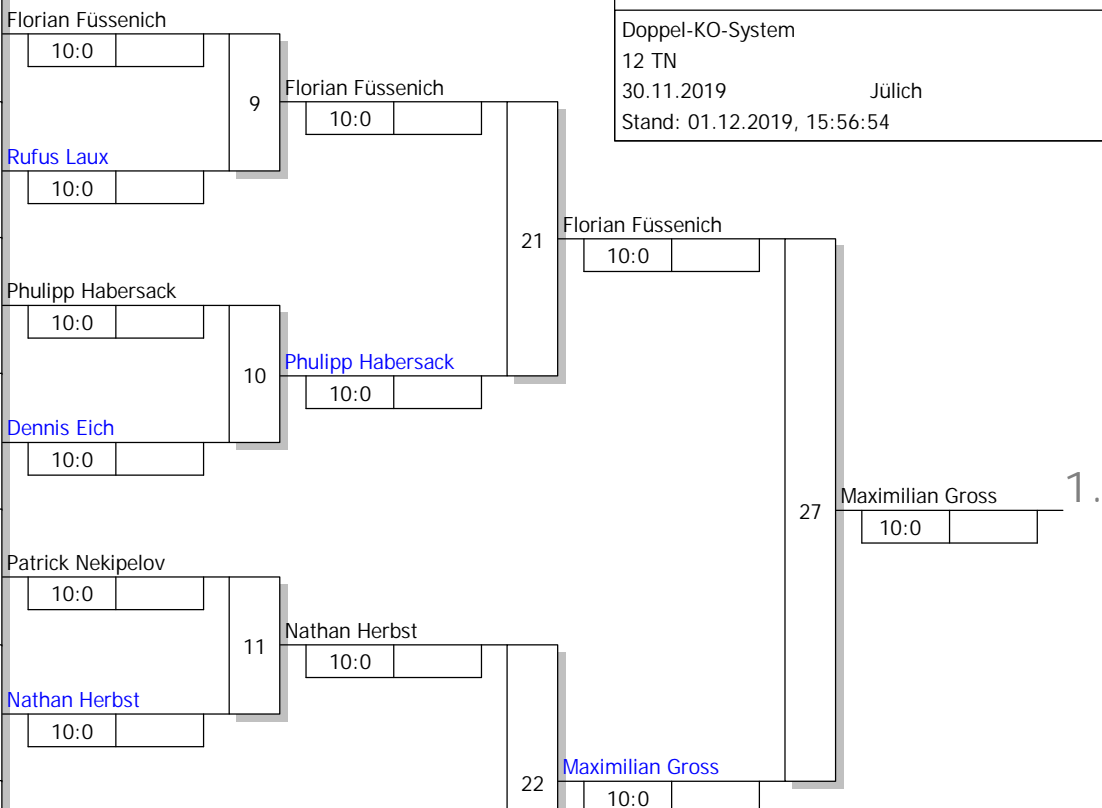 Florian Füssenich
10:0
9
Rufus Laux
10:0
Phulipp Habersack
10:0
10
Dennis Eich
10:0
Patrick Nekipelov
10:0
11
Nathan Herbst
10:0
Florian Füssenich
10:0
21
Phulipp Habersack
10:0
Nathan Herbst
10:0
22
Florian Füssenich
10:0
27
Maximilian Gross
10:0
Maximilian Gross
1.
10:0
Doppel-KO-System
12 TN
30.11.2019 Jülich
Stand: 01.12.2019, 15:56:54